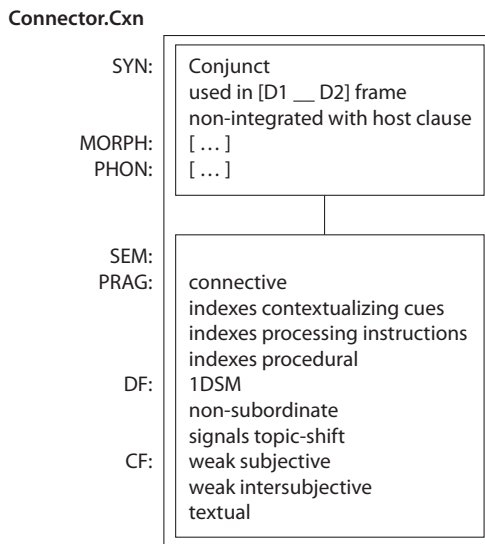 Connector.Cxn
SYN: Conjunct
used in [D1 __ D2] frame
non-integrated with host clause
MORPH: [ … ]
PHON: [ … ]
SEM:
PRAG: connective
indexes contextualizing cues
indexes processing instructions
indexes procedural
DF: 1DSM
non-subordinate
signals topic-shift
CF: weak subjective
weak intersubjective
textual